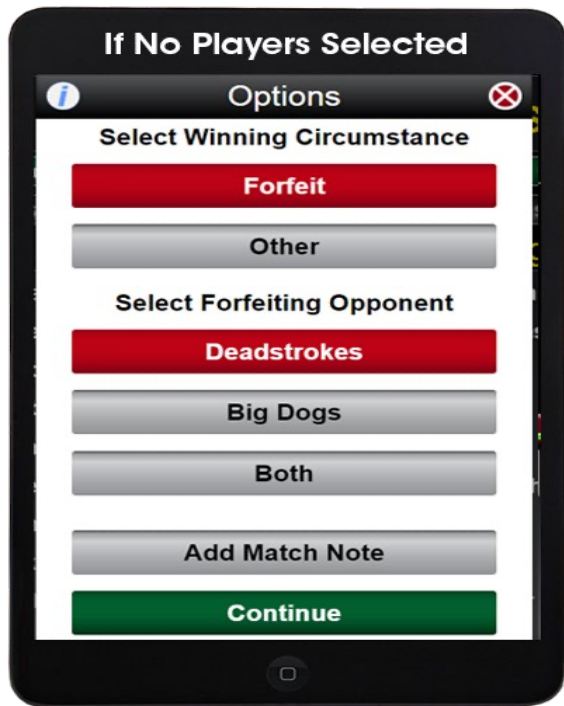 If No Players Selected
i Options
Select Winning Circumstance
Forfeit
Other
Select Forfeiting Opponent
Deadstrokes
Big Dogs
Both
Add Match Note
Continue